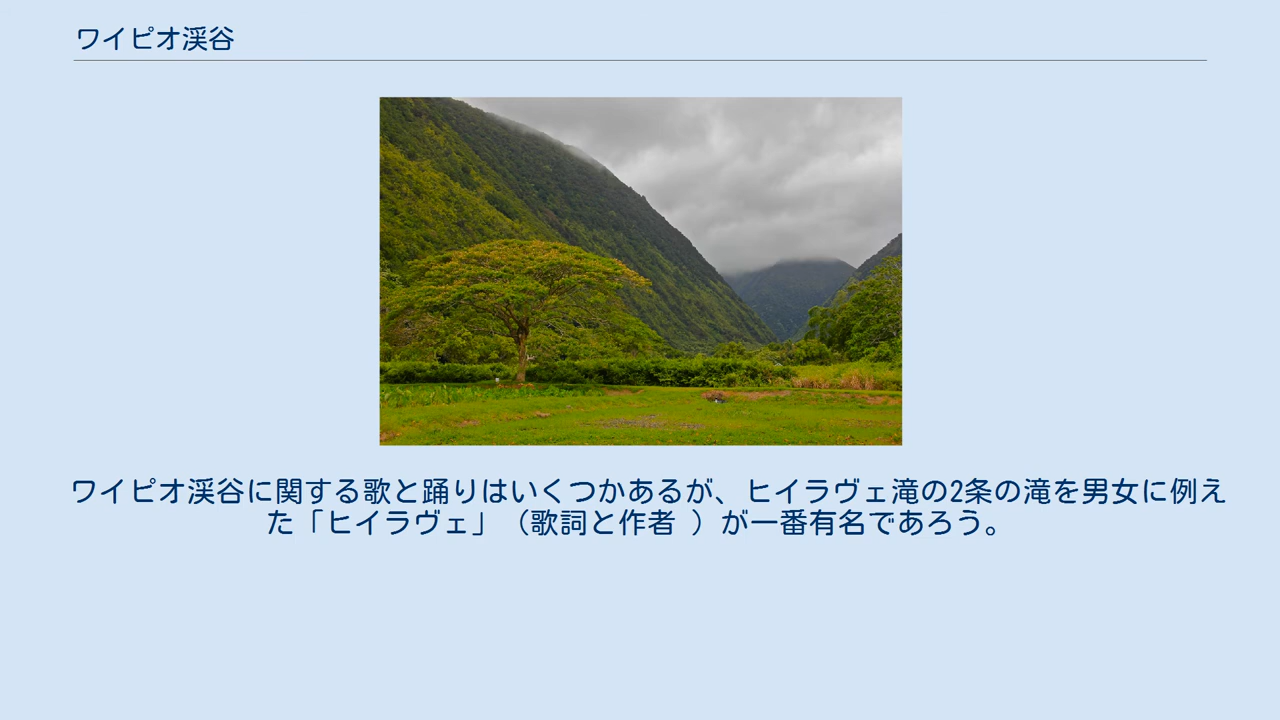 ワイピオ渓谷
ワイピオ渓谷に関する歌と踊りはいくつかあるが、ヒイラヴェ滝の2条の滝を男女に例え
た「ヒイラヴェ」（歌詞と作者 ）が一番有名であろう。